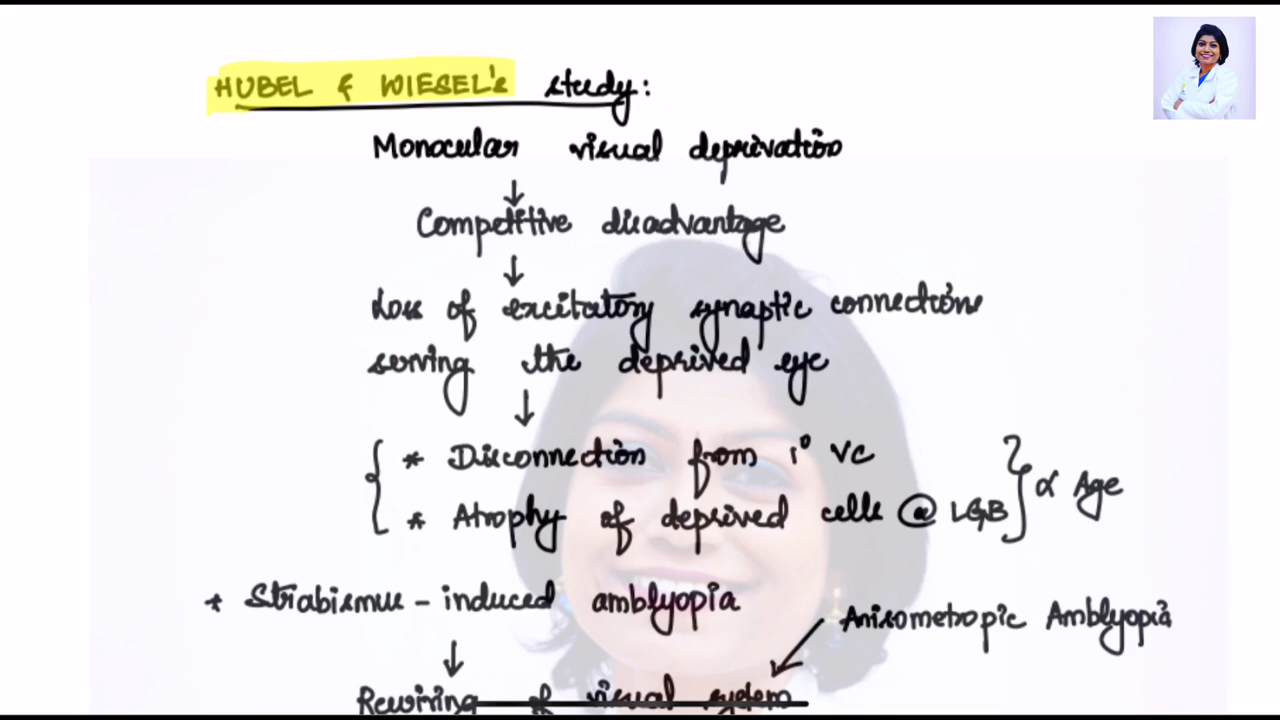 HUBEL & WIESEL's study:
Monocular visual deprivation
↓
Competitive disadvantage
↓
Loss of excitatory synaptic connections
serving the deprived eye
↓
{ * Disconnection from 1° VC
{ * Atrophy of deprived cells @ LGB } ∝ Age
* Strabismus - induced amblyopia
Anisometropic Amblyopia
↓
Rewiring of visual system